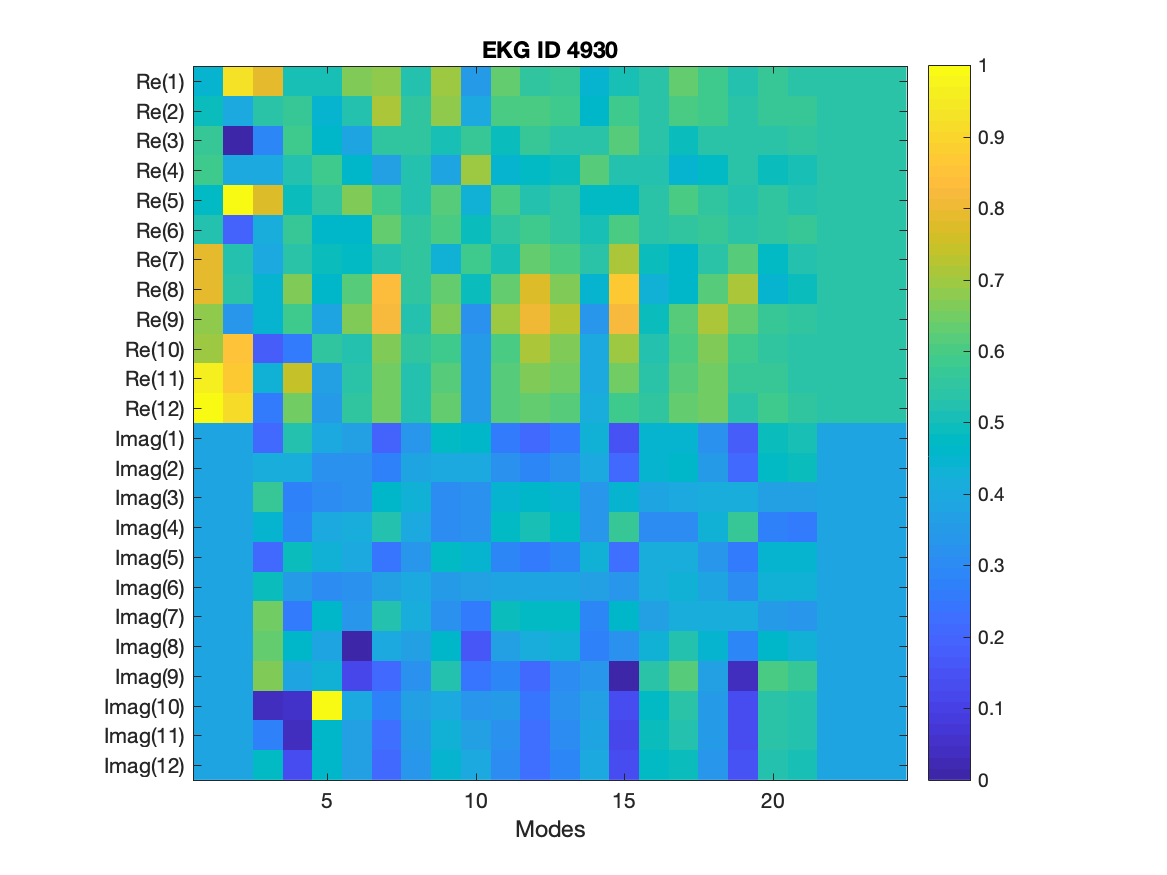 EKG ID 4930
Re(1)
Re(2)
Re(3)
Re(4)
Re(5)
Re(6)
Re(7)
Re(8)
Re(9)
Re(10)
Re(11)
Re(12)
Imag(1)
Imag(2)
Imag(3)
Imag(4)
Imag(5)
Imag(6)
Imag(7)
Imag(8)
Imag(9)
Imag(10)
Imag(11)
Imag(12)
5 10 15 20
Modes
1
0.9
0.8
0.7
0.6
0.5
0.4
0.3
0.2
0.1
0